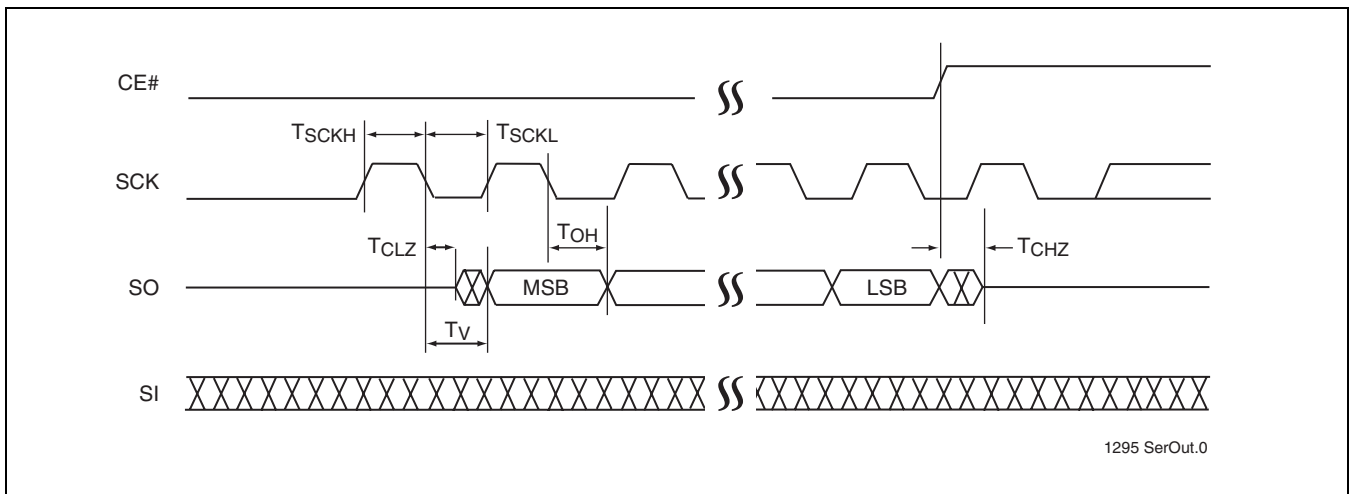 CE#
TSCKH
TSCKL
SCK
TOH
TCLZ
TCHZ
SO
MSB
LSB
TV
SI
1295 SerOut.0